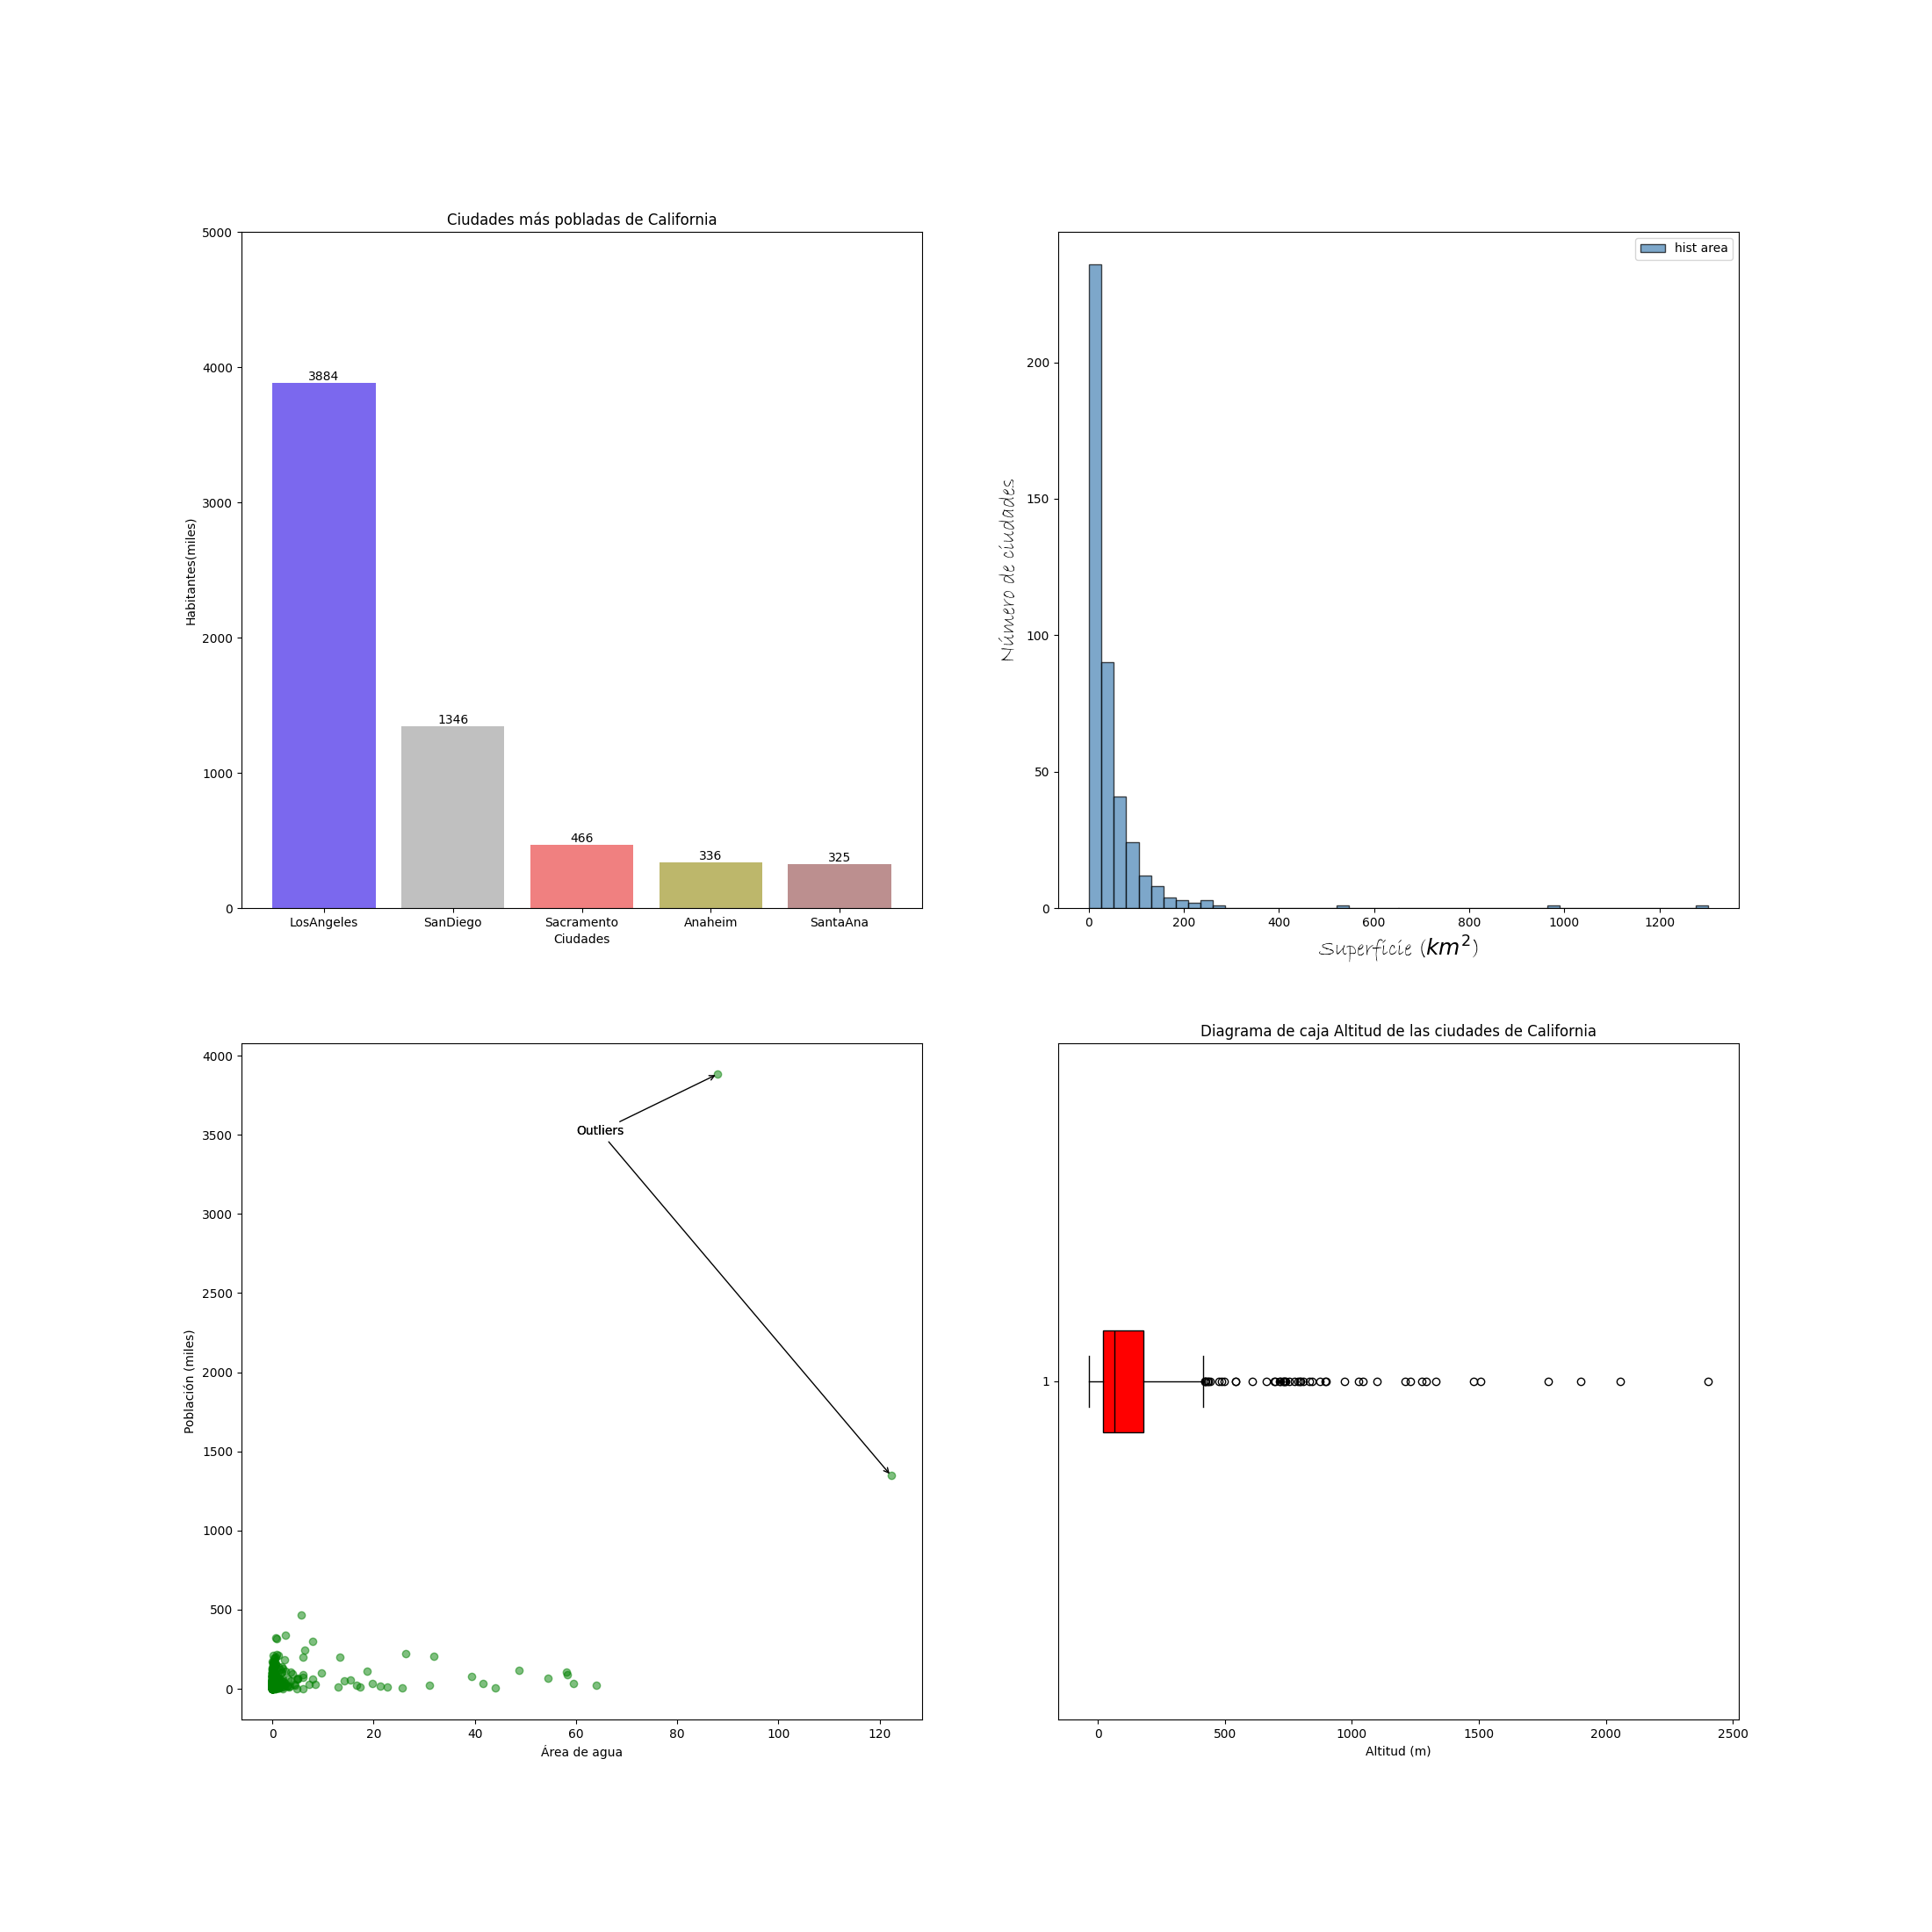 Ciudades más pobladas de California
5000
4000
3000
2000
1000
0
Habitantes(miles)
3884
1346
466
336
325
LosAngeles SanDiego Sacramento Anaheim SantaAna
Ciudades
hist area
200
150
100
50
0
Número de ciudades
0 200 400 600 800 1000 1200
Superficie (km²)
4000
3500
3000
2500
2000
1500
1000
500
0
Población (miles)
Outliers
0 20 40 60 80 100 120
Área de agua
Diagrama de caja Altitud de las ciudades de California
1
0 500 1000 1500 2000 2500
Altitud (m)